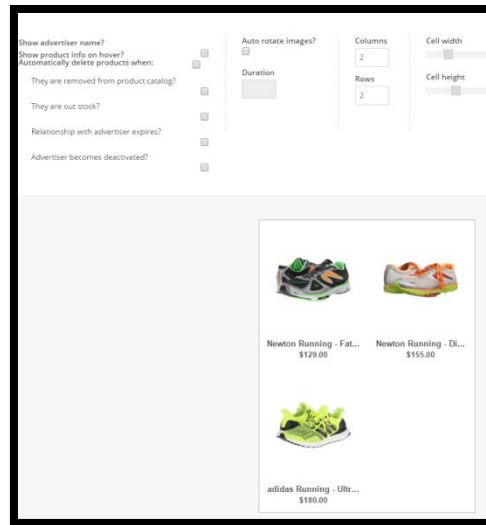 Show advertiser name?
Show product info on hover?
Automatically delete products when:
They are removed from product catalog?
They are out stock?
Relationship with advertiser expires?
Advertiser becomes deactivated?
Auto rotate images?
Duration
Columns
2
Rows
2
Cell width
Cell height
Newton Running - Fat...
$129.00
Newton Running - Di...
$155.00
adidas Running - Ultr...
$180.00